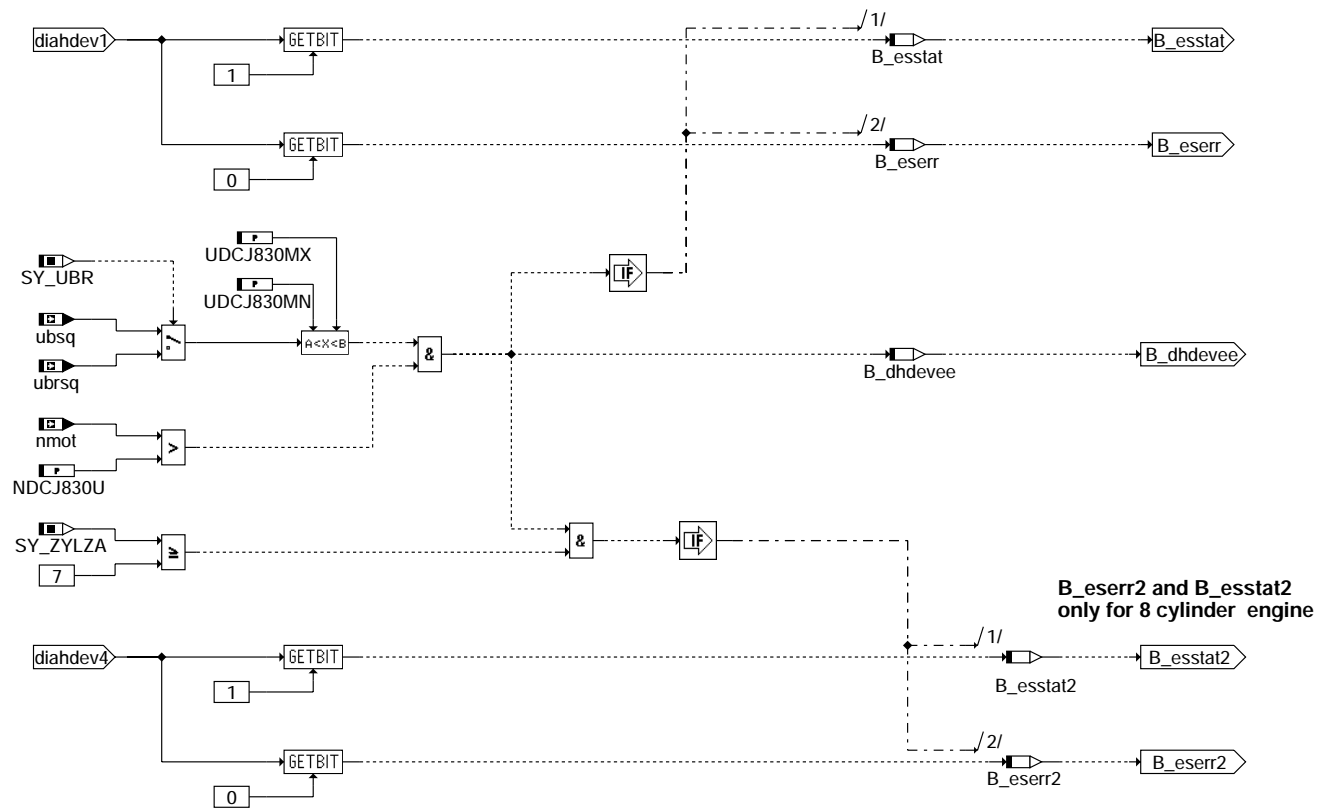 diahdev1
GETBIT
1
/1/
B_esstat
B_esstat
GETBIT
0
/2/
B_eserr
B_eserr
SY_UBR
UDCJ830MX
P
UDCJ830MN
P
ubsq
ubrsq
A<X<B
&
IF
B_dhdevee
B_dhdevee
nmot
>
P
NDCJ830U
SY_ZYLZA
7
≥
&
IF
B_eserr2 and B_esstat2
only for 8 cylinder engine
diahdev4
GETBIT
1
/1/
B_esstat2
B_esstat2
GETBIT
0
/2/
B_eserr2
B_eserr2